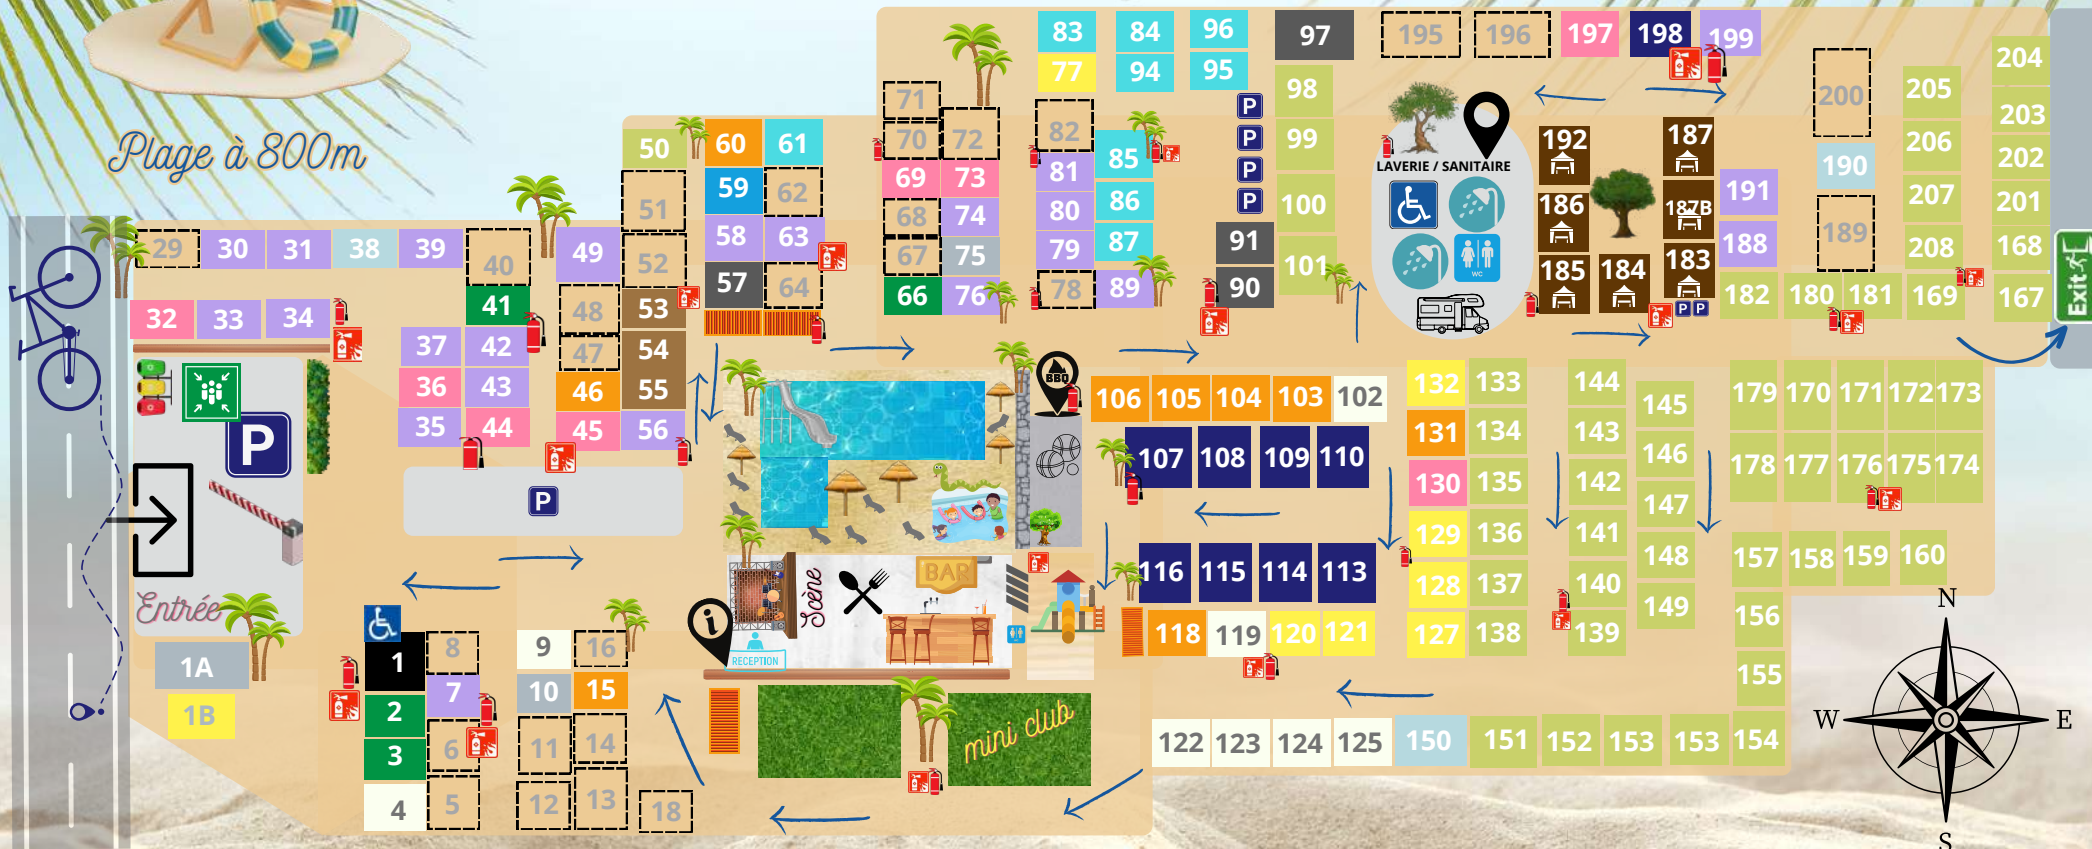 Plage à 800m
83 84 96 97 195 196 197 198 199
77 94 95
71 98 200 205 204
70 72 82 99 203
50 60 61 85 192 187 206 202
LAVERIE / SANITAIRE
69 73 81 86 190
51 59 62 P P P P
68 74 80 100 186 187B 191 207 201
58 63 87 91 188 189 208 168
29 30 31 38 39 40 49 52
67 75 79 101 WC 185 184 183
57 64 66 76 78 89 90 182 180 181 169 167
Exit
41 48 53 P P
32 33 34
37 42 47 54
36 43 46 55
35 44 45 56
P
P
BBQ
106 105 104 103 102
107 108 109 110
132 133 144 145 179 170 171 172 173
131 134 143 146
130 135 142 147 178 177 176 175 174
129 136 141 148 157 158 159 160
128 137 140 149 156
127 138 139 155
116 115 114 113
118 119 120 121
Entrée
Scène
BAR
i
RECEPTION
1A
1B
1 8 9 16
2 7 10 15
3 6 11 14
4 5 12 13 18
mini club
122 123 124 125 150 151 152 153 153 154
N
W E
S